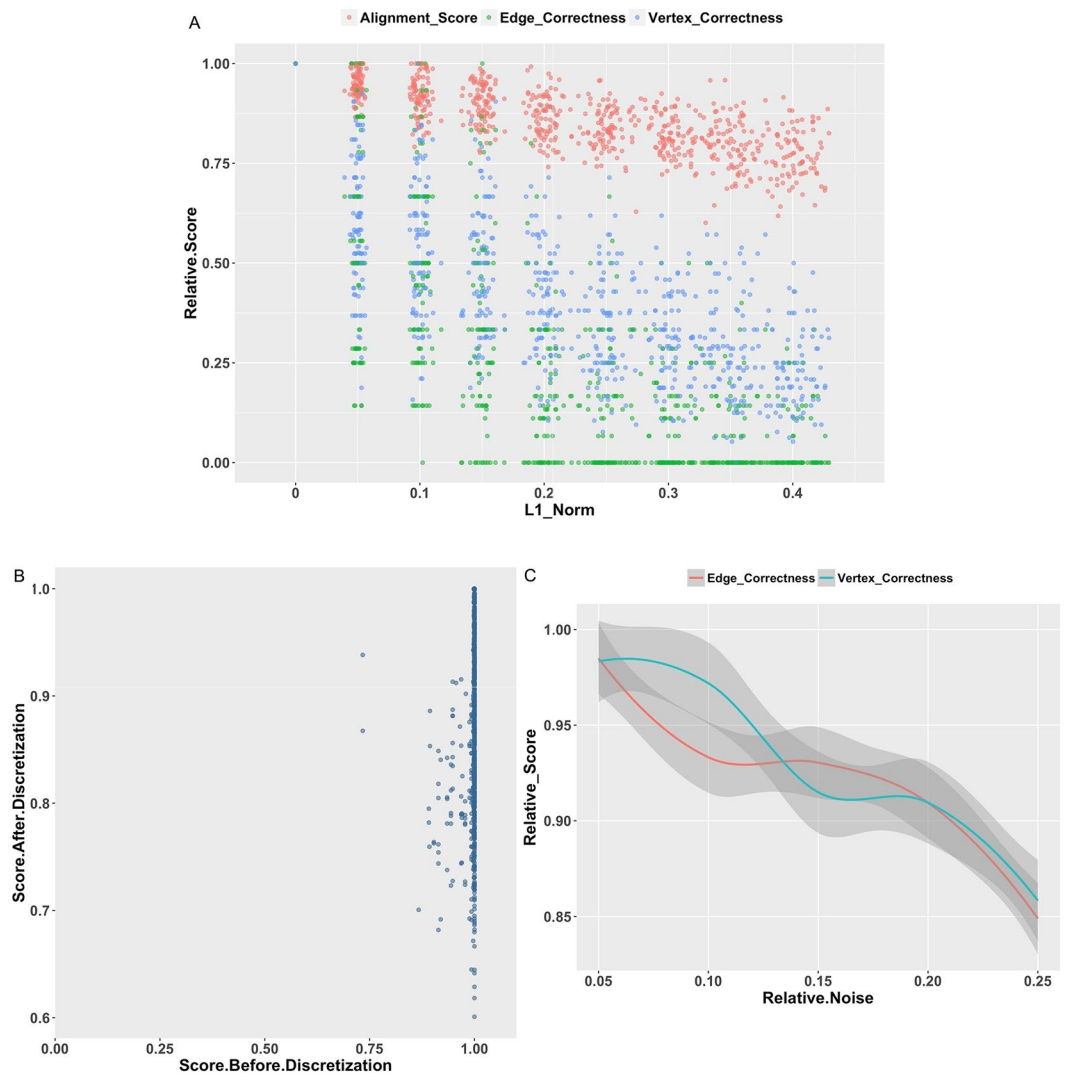 A
Alignment_Score Edge_Correctness Vertex_Correctness
1.00
0.75
0.50
0.25
0.00
Relative.Score
0 0.1 0.2 0.3 0.4
L1_Norm
B
1.0
0.9
0.8
0.7
0.6
Score.After.Discretization
0.00 0.25 0.50 0.75 1.00
Score.Before.Discretization
C
Edge_Correctness Vertex_Correctness
1.00
0.95
0.90
0.85
Relative_Score
0.05 0.10 0.15 0.20 0.25
Relative.Noise